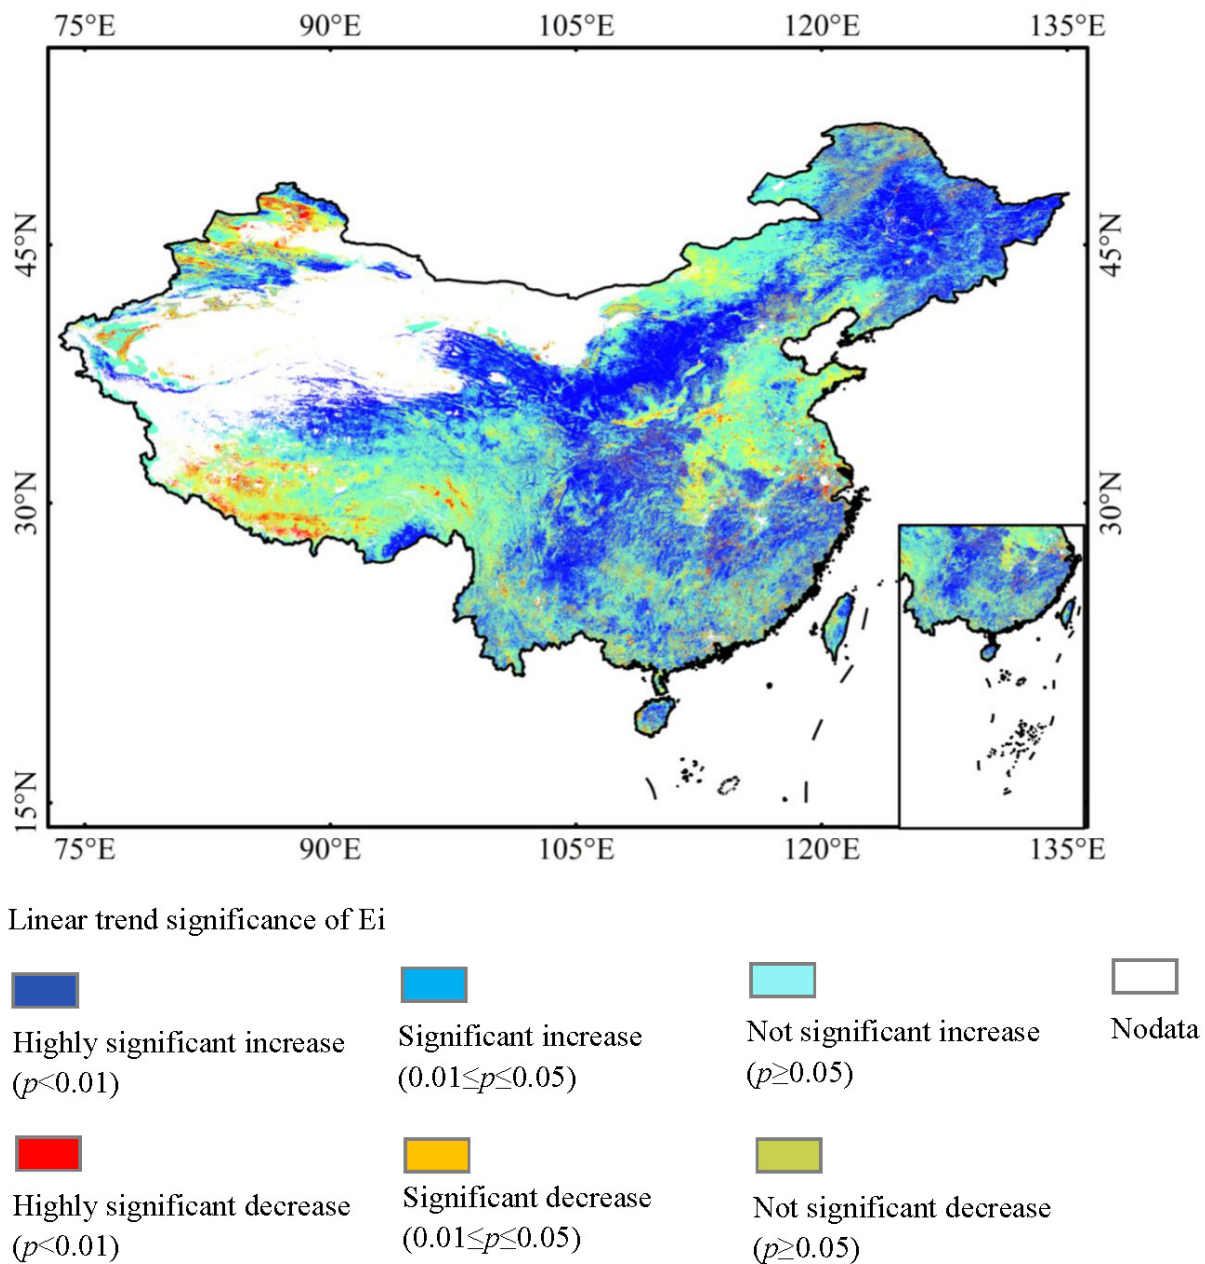 75°E 90°E 105°E 120°E 135°E
45°N 45°N
30°N 30°N
15°N
75°E 90°E 105°E 120°E 135°E
Linear trend significance of Ei
Highly significant increase
(p<0.01)
Significant increase
(0.01≤p≤0.05)
Not significant increase
(p≥0.05)
Nodata
Highly significant decrease
(p<0.01)
Significant decrease
(0.01≤p≤0.05)
Not significant decrease
(p≥0.05)